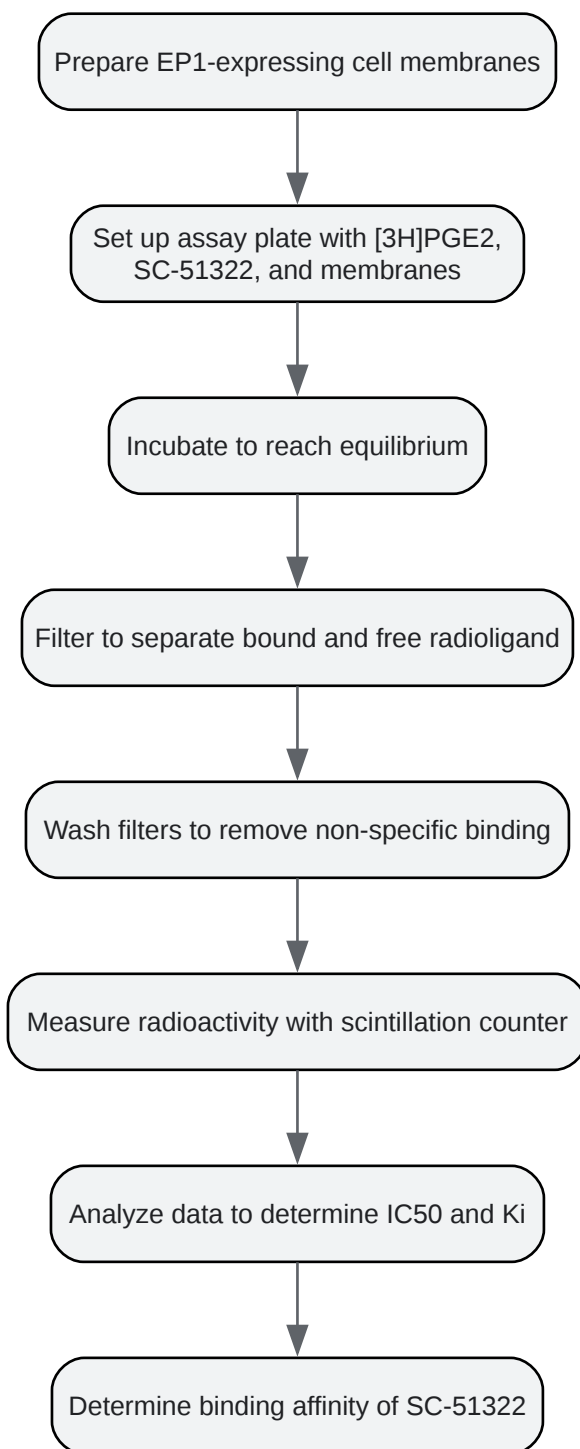 Prepare EP1-expressing cell membranes
Set up assay plate with [3H]PGE2,
SC-51322, and membranes
Incubate to reach equilibrium
Filter to separate bound and free radioligand
Wash filters to remove non-specific binding
Measure radioactivity with scintillation counter
Analyze data to determine IC50 and Ki
Determine binding affinity of SC-51322